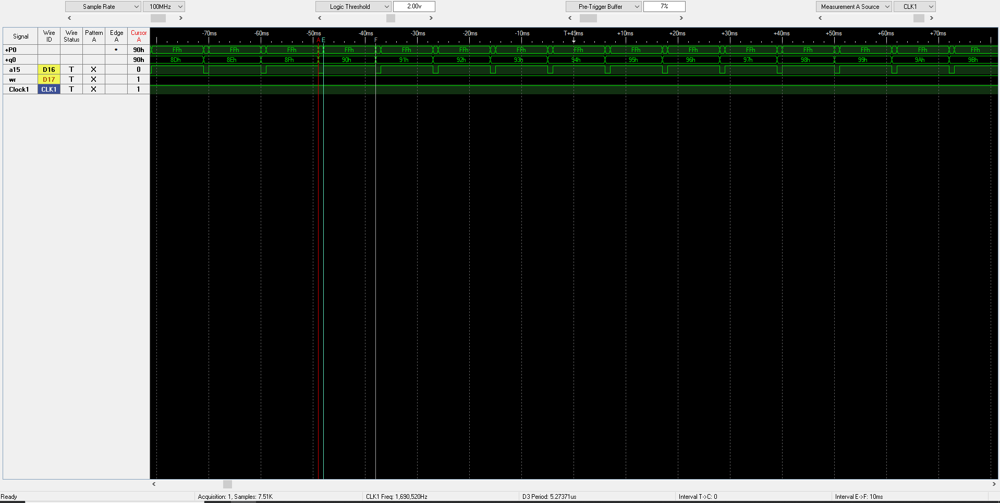 Sample Rate 100MHz Logic Threshold 2.00v Pre-Trigger Buffer 7% Measurement A Source CLK1
Signal Wire ID Wire Status Pattern A Edge A Cursor A
-70ms -60ms -50ms -40ms -30ms -20ms -10ms T+49ms +10ms +20ms +30ms +40ms +50ms +60ms +70ms
A E F
+P0 • 90h FFh FFh FFh FFh FFh FFh FFh FFh FFh FFh FFh FFh FFh FFh FFh
+q0 90h 8Dh 8Eh 8Fh 90h 91h 92h 93h 94h 95h 96h 97h 98h 99h 9Ah 9Bh
a15 D16 T X 0
wr D17 T X 1
Clock1 CLK1 T X 1
Ready Acquisition: 1, Samples: 7.51K CLK1 Freq: 1,690,520Hz D3 Period: 5.27371us Interval T->C: 0 Interval E->F: 10ms